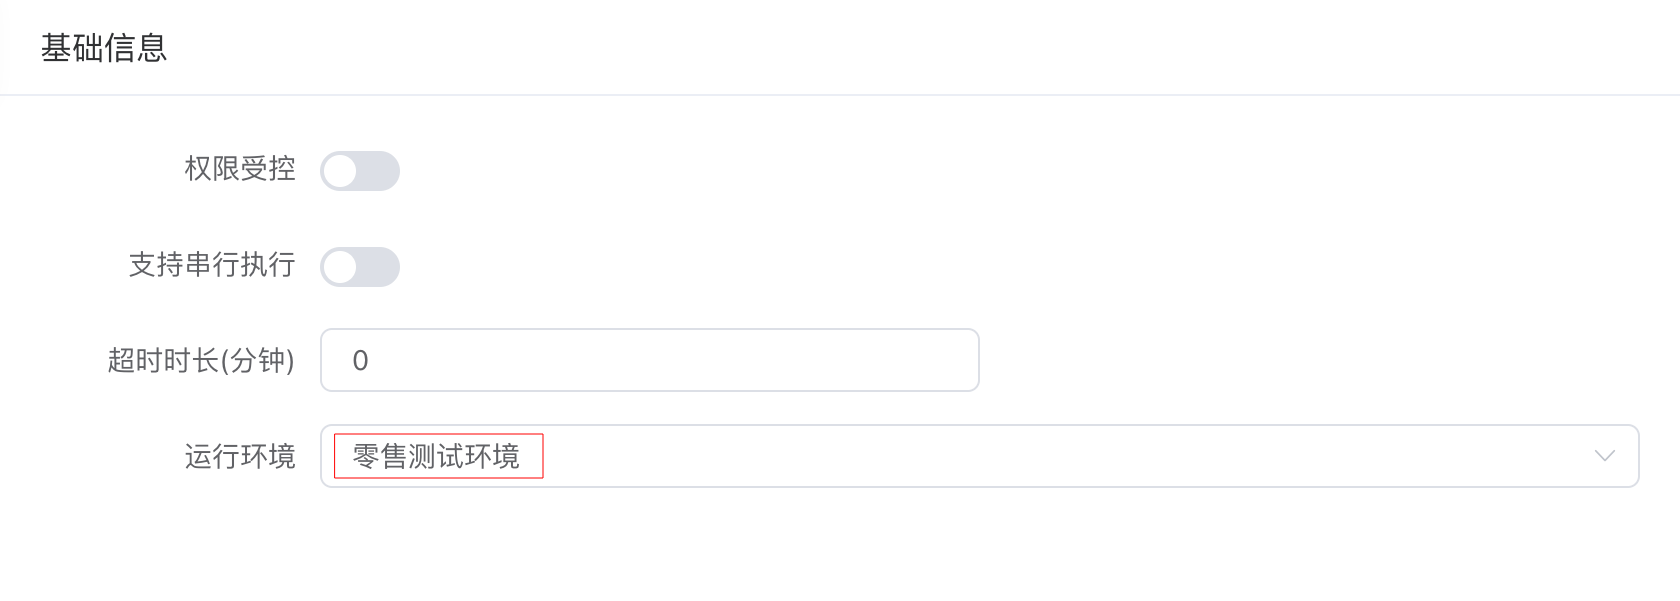 基础信息
权限受控
支持串行执行
超时时长(分钟) 0
运行环境 零售测试环境